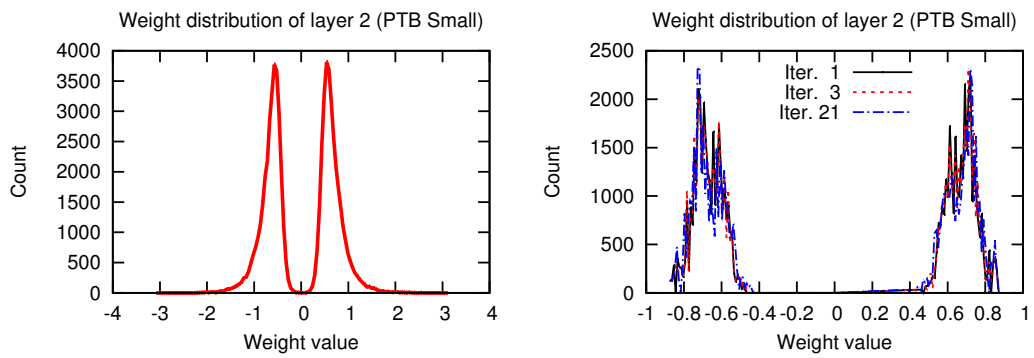 Weight distribution of layer 2 (PTB Small)
4000
3500
3000
2500
2000
1500
1000
500
0
Count
-4 -3 -2 -1 0 1 2 3 4
Weight value
Weight distribution of layer 2 (PTB Small)
2500
2000
1500
1000
500
0
Count
Iter. 1
Iter. 3
Iter. 21
-1 -0.8 -0.6 -0.4 -0.2 0 0.2 0.4 0.6 0.8 1
Weight value